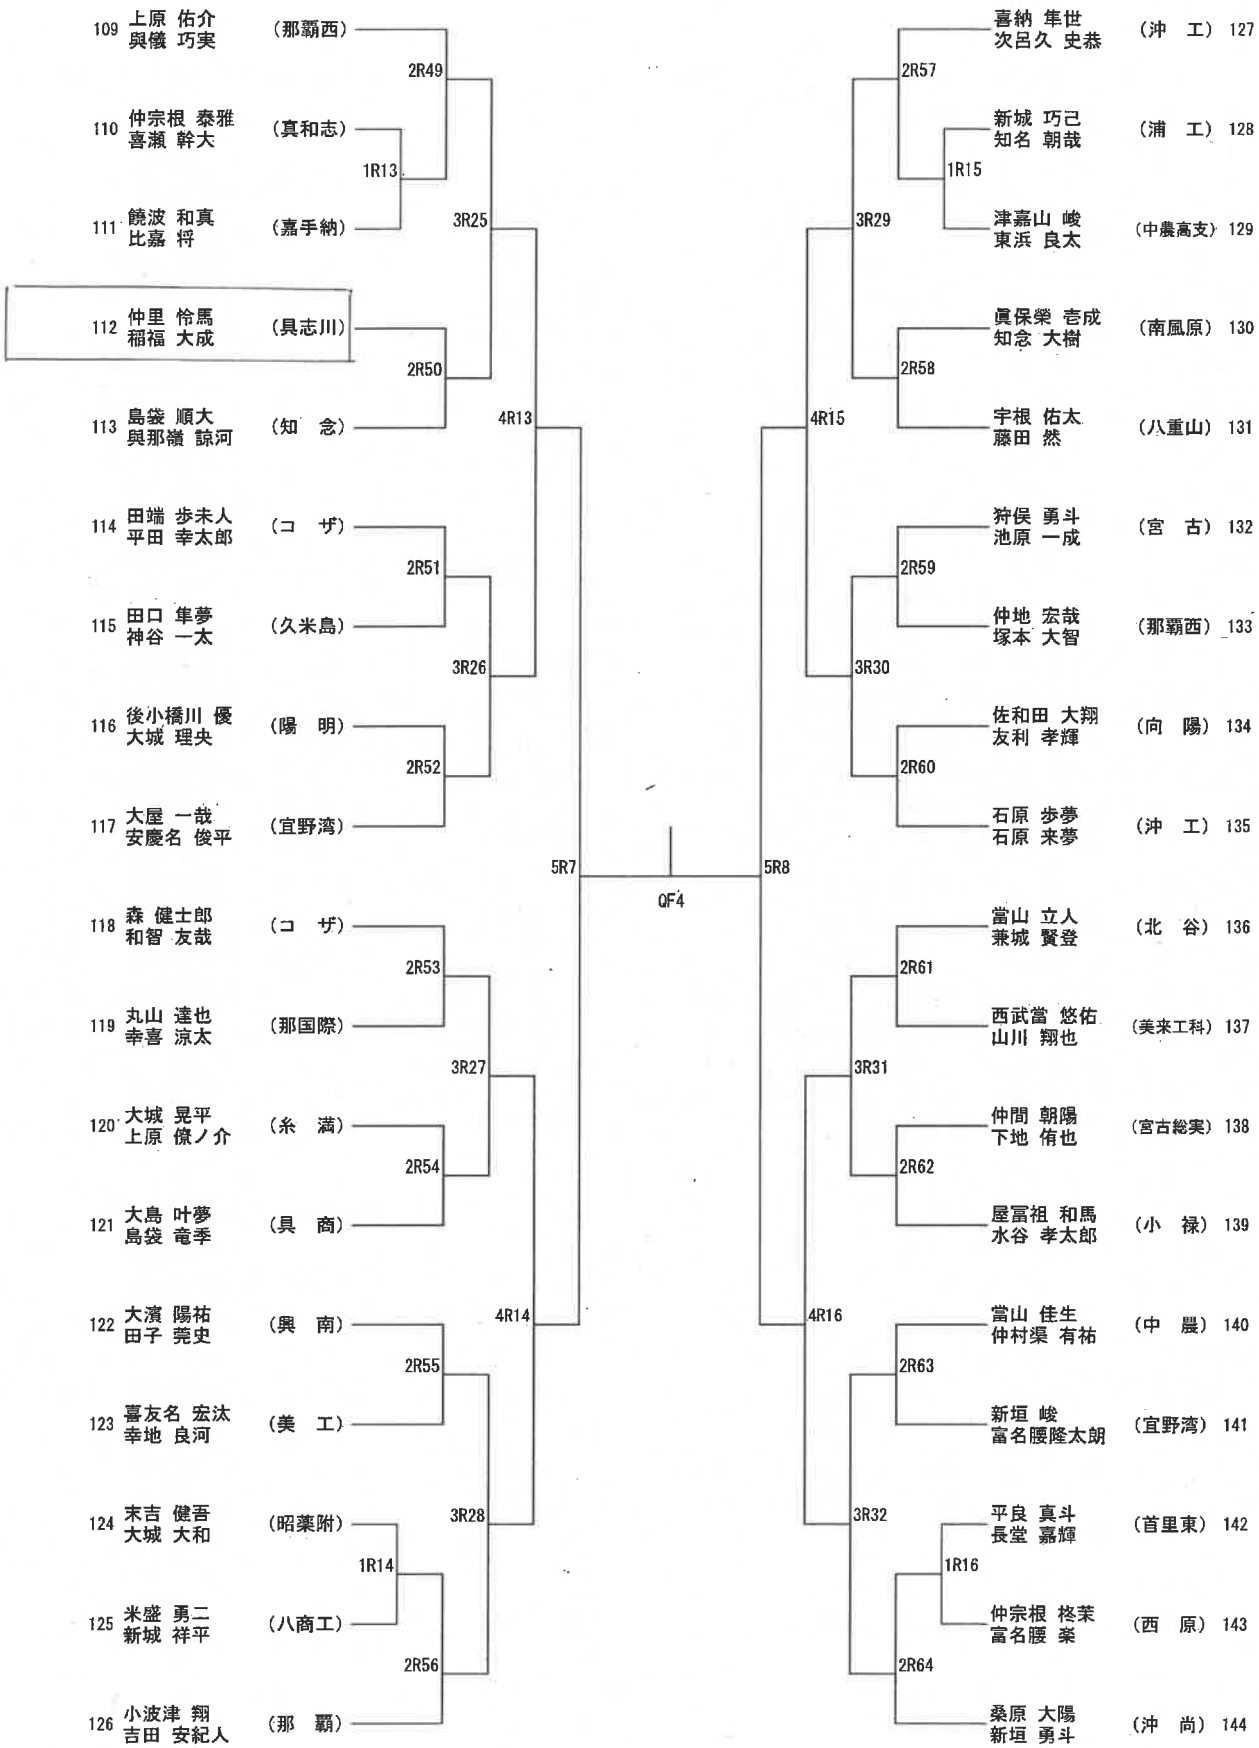 109 上原 佑介 (那覇西)
與儀 巧実
2R49
110 仲宗根 泰雅 (真和志)
喜瀬 幹大
1R13
111 饒波 和真 (嘉手納)
比嘉 将
3R25
112 仲里 怜馬 (具志川)
稲福 大成
2R50
113 島袋 順大 (知 念)
與那嶺 諒河
4R13
114 田端 歩未人 (コ ザ)
平田 幸太郎
2R51
115 田口 隼夢 (久米島)
神谷 一太
3R26
116 後小橋川 優 (陽 明)
大城 理央
2R52
117 大屋 一哉 (宜野湾)
安慶名 俊平
5R7
118 森 健士郎 (コ ザ)
和智 友哉
2R53
119 丸山 達也 (那国際)
幸喜 涼太
3R27
120 大城 晃平 (糸 満)
上原 僚ノ介
2R54
121 大島 叶夢 (具 商)
島袋 竜季
4R14
122 大濱 陽祐 (興 南)
田子 莞史
2R55
123 喜友名 宏汰 (美 工)
幸地 良河
3R28
124 末吉 健吾 (昭薬附)
大城 大和
1R14
125 米盛 勇二 (八商工)
新城 祥平
2R56
126 小波津 翔 (那 覇)
吉田 安紀人
QF4
喜納 隼世 (沖 工) 127
次呂久 史恭
2R57
新城 巧己 (浦 工) 128
知名 朝哉
1R15
津嘉山 峻 (中農高支) 129
東浜 良太
3R29
眞保榮 壱成 (南風原) 130
知念 大樹
2R58
宇根 佑太 (八重山) 131
藤田 然
4R15
狩俣 勇斗 (宮 古) 132
池原 一成
2R59
仲地 宏哉 (那覇西) 133
塚本 大智
3R30
佐和田 大翔 (向 陽) 134
友利 孝輝
2R60
石原 歩夢 (沖 工) 135
石原 来夢
5R8
當山 立人 (北 谷) 136
兼城 賢登
2R61
西武當 悠佑 (美来工科) 137
山川 翔也
3R31
仲間 朝陽 (宮古総実) 138
下地 侑也
2R62
屋冨祖 和馬 (小 禄) 139
水谷 孝太郎
4R16
當山 佳生 (中 農) 140
仲村渠 有祐
2R63
新垣 峻 (宜野湾) 141
富名腰隆太朗
3R32
平良 真斗 (首里東) 142
長堂 嘉輝
1R16
仲宗根 柊茉 (西 原) 143
富名腰 楽
2R64
桑原 大陽 (沖 尚) 144
新垣 勇斗